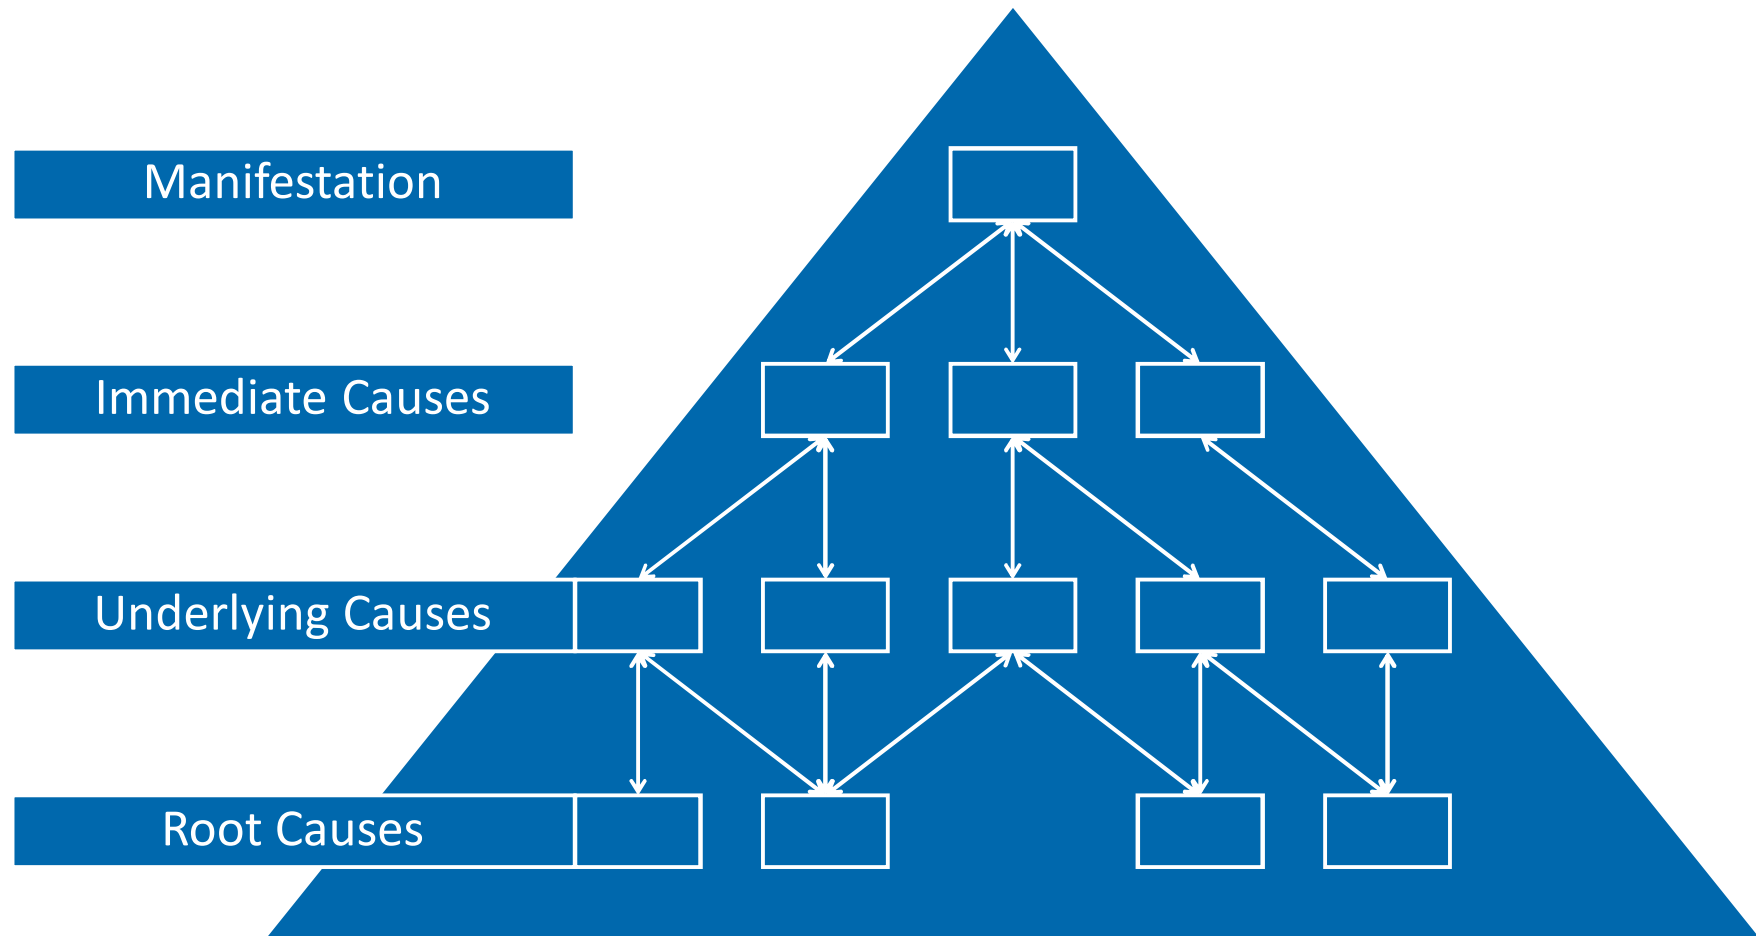 Manifestation
Immediate Causes
Underlying Causes
Root Causes